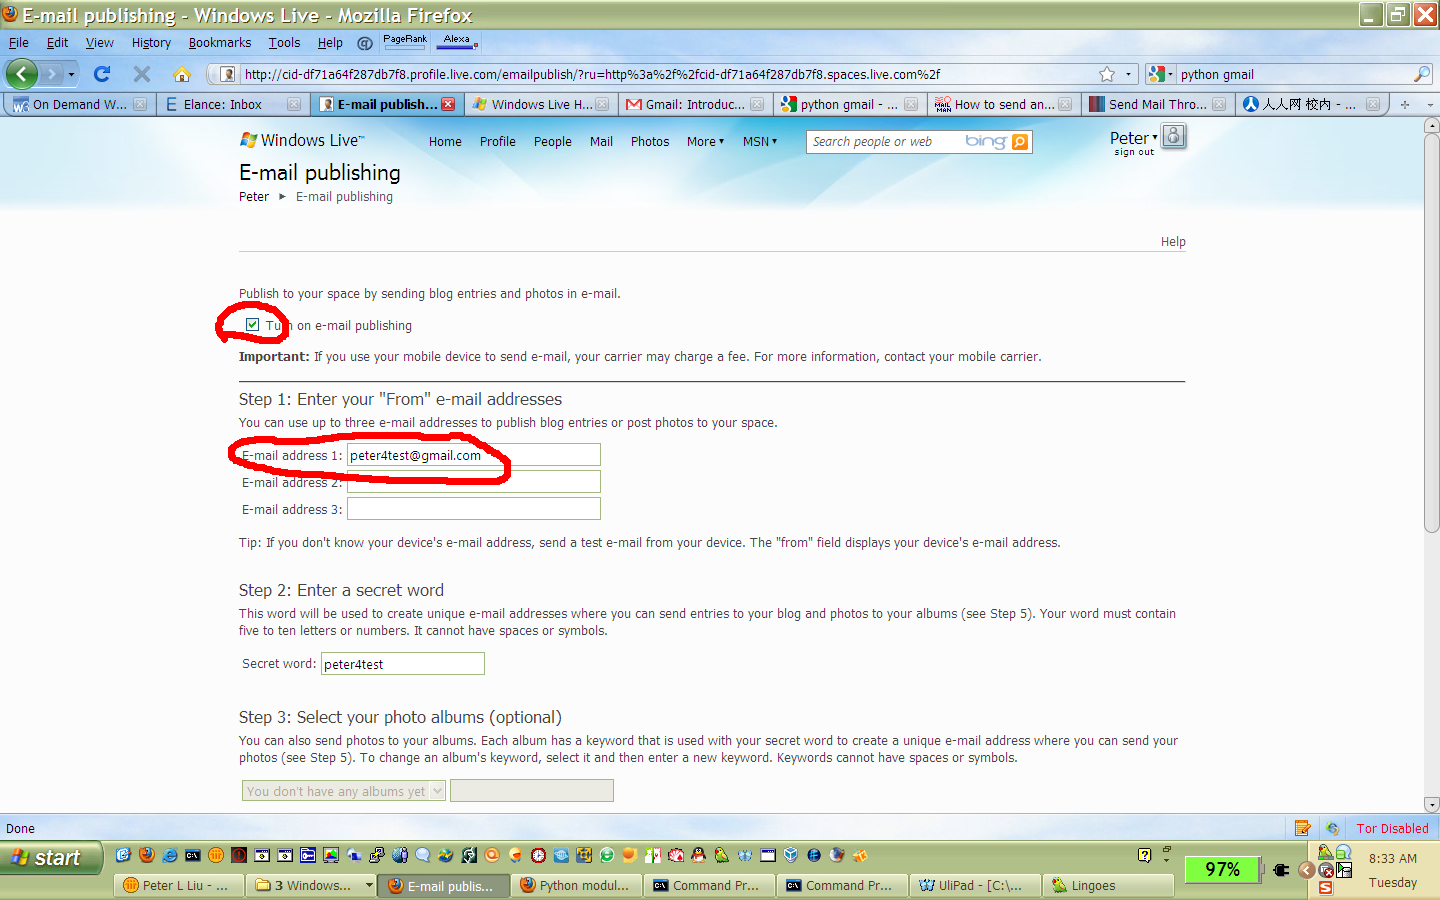 E-mail publishing - Windows Live - Mozilla Firefox
File Edit View History Bookmarks Tools Help @ PageRank Alexa
http://cid-df71a64f287db7f8.profile.live.com/emailpublish/?ru=http%3a%2f%2fcid-df71a64f287db7f8.spaces.live.com%2f python gmail
On Demand W... Elance: Inbox E-mail publish... Windows Live H... Gmail: Introduc... python gmail - ... How to send an... Send Mail Thro... 人人网 校内 - ...
Windows Live™ Home Profile People Mail Photos More MSN Search people or web bing Peter
sign out
E-mail publishing
Peter E-mail publishing
Help
Publish to your space by sending blog entries and photos in e-mail.
Turn on e-mail publishing
Important: If you use your mobile device to send e-mail, your carrier may charge a fee. For more information, contact your mobile carrier.
Step 1: Enter your "From" e-mail addresses
You can use up to three e-mail addresses to publish blog entries or post photos to your space.
E-mail address 1: peter4test@gmail.com
E-mail address 2:
E-mail address 3:
Tip: If you don't know your device's e-mail address, send a test e-mail from your device. The "from" field displays your device's e-mail address.
Step 2: Enter a secret word
This word will be used to create unique e-mail addresses where you can send entries to your blog and photos to your albums (see Step 5). Your word must contain
five to ten letters or numbers. It cannot have spaces or symbols.
Secret word: peter4test
Step 3: Select your photo albums (optional)
You can also send photos to your albums. Each album has a keyword that is used with your secret word to create a unique e-mail address where you can send your
photos (see Step 5). To change an album's keyword, select it and then enter a new keyword. Keywords cannot have spaces or symbols.
You don't have any albums yet
Done Tor Disabled
start 97% 8:33 AM
Peter L Liu - ... 3 Windows... E-mail publis... Python modul... Command Pr... Command Pr... UliPad - [C:\... Lingoes Tuesday